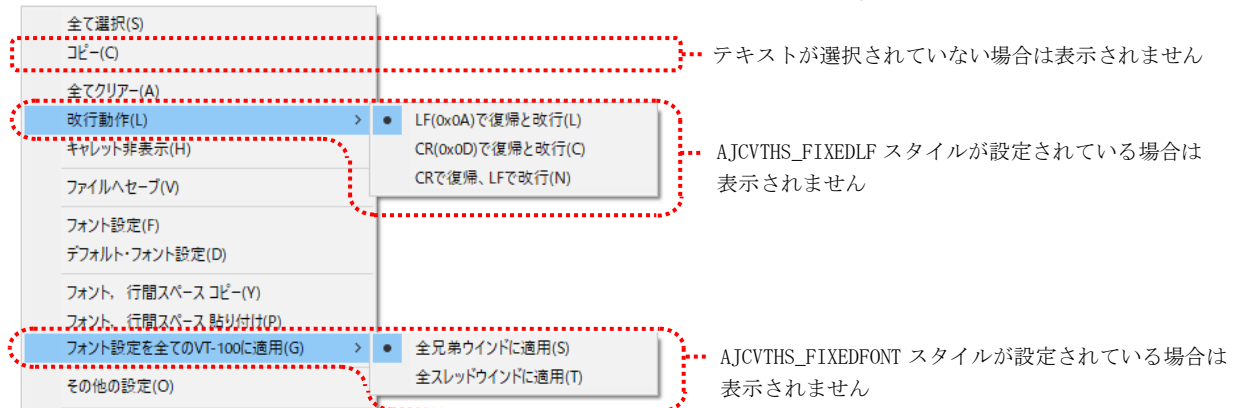 全て選択(S)
コピー(C)
テキストが選択されていない場合は表示されません
全てクリアー(A)
改行動作(L)
LF(0x0A)で復帰と改行(L)
CR(0x0D)で復帰と改行(C)
CRで復帰、LFで改行(N)
AJCVTHS_FIXEDLF スタイルが設定されている場合は
表示されません
キャレット非表示(H)
ファイルへセーブ(V)
フォント設定(F)
デフォルト・フォント設定(D)
フォント, 行間スペース コピー(Y)
フォント, 行間スペース 貼り付け(P)
フォント設定を全てのVT-100に適用(G)
全兄弟ウインドに適用(S)
全スレッドウインドに適用(T)
AJCVTHS_FIXEDFONT スタイルが設定されている場合は
表示されません
その他の設定(O)